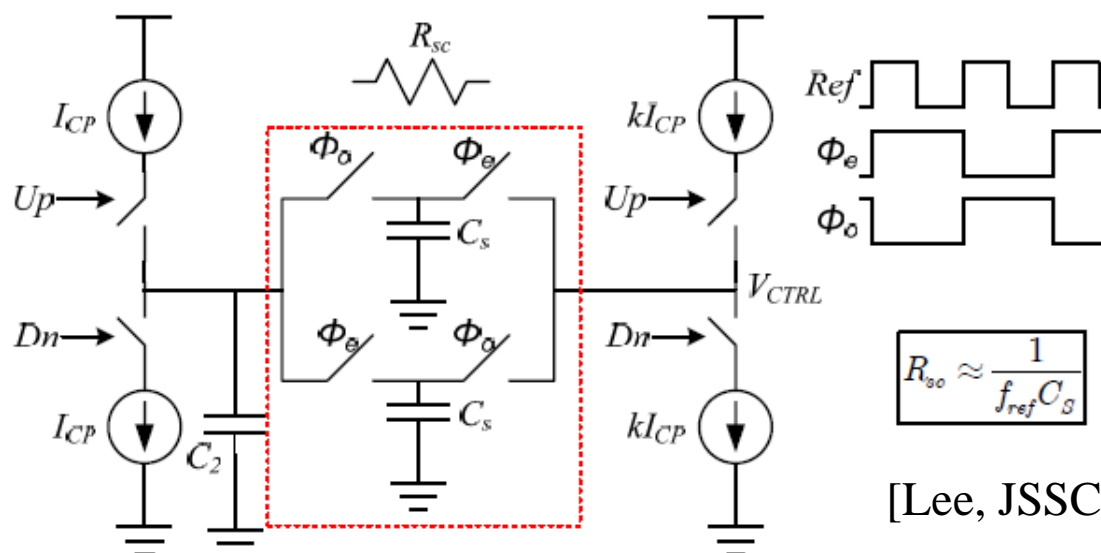 R_sc
I_CP
Φ_o
Φ_e
kI_CP
Ref
Φ_e
Φ_o
Up
C_s
Up
V_CTRL
Dn
Φ_e
Φ_o
Dn
R_sc ≈ 1 / (f_ref C_S)
I_CP
C_2
C_s
kI_CP
[Lee, JSSC